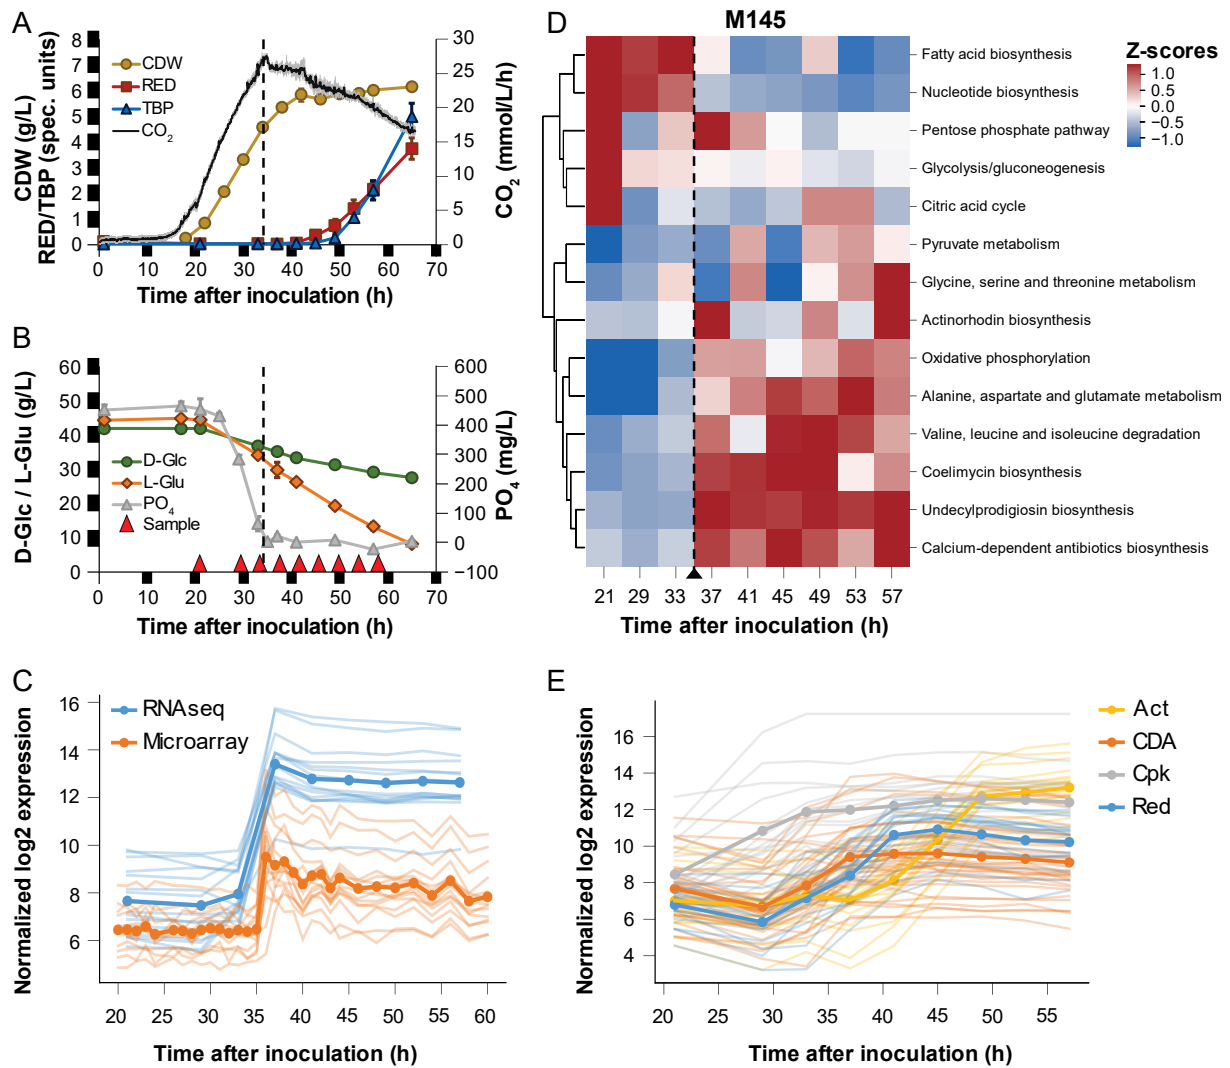 A
CDW (g/L)
RED/TBP (spec. units)
8
7
6
5
4
3
2
1
0
CDW
RED
TBP
CO2
30
25
20
15
10
5
0
CO2 (mmol/L/h)
0 10 20 30 40 50 60 70
Time after inoculation (h)
B
D-Glc / L-Glu (g/L)
60
50
40
30
20
10
0
D-Glc
L-Glu
PO4
Sample
600
500
400
300
200
100
0
−100
PO4 (mg/L)
0 10 20 30 40 50 60 70
Time after inoculation (h)
C
Normalized log2 expression
16
14
12
10
8
6
RNAseq
Microarray
20 25 30 35 40 45 50 55 60
Time after inoculation (h)
D
M145
Fatty acid biosynthesis
Nucleotide biosynthesis
Pentose phosphate pathway
Glycolysis/gluconeogenesis
Citric acid cycle
Pyruvate metabolism
Glycine, serine and threonine metabolism
Actinorhodin biosynthesis
Oxidative phosphorylation
Alanine, aspartate and glutamate metabolism
Valine, leucine and isoleucine degradation
Coelimycin biosynthesis
Undecylprodigiosin biosynthesis
Calcium-dependent antibiotics biosynthesis
21 29 33 37 41 45 49 53 57
Time after inoculation (h)
Z-scores
1.0
0.5
0.0
−0.5
−1.0
E
Normalized log2 expression
16
14
12
10
8
6
4
20 25 30 35 40 45 50 55
Time after inoculation (h)
Act
CDA
Cpk
Red